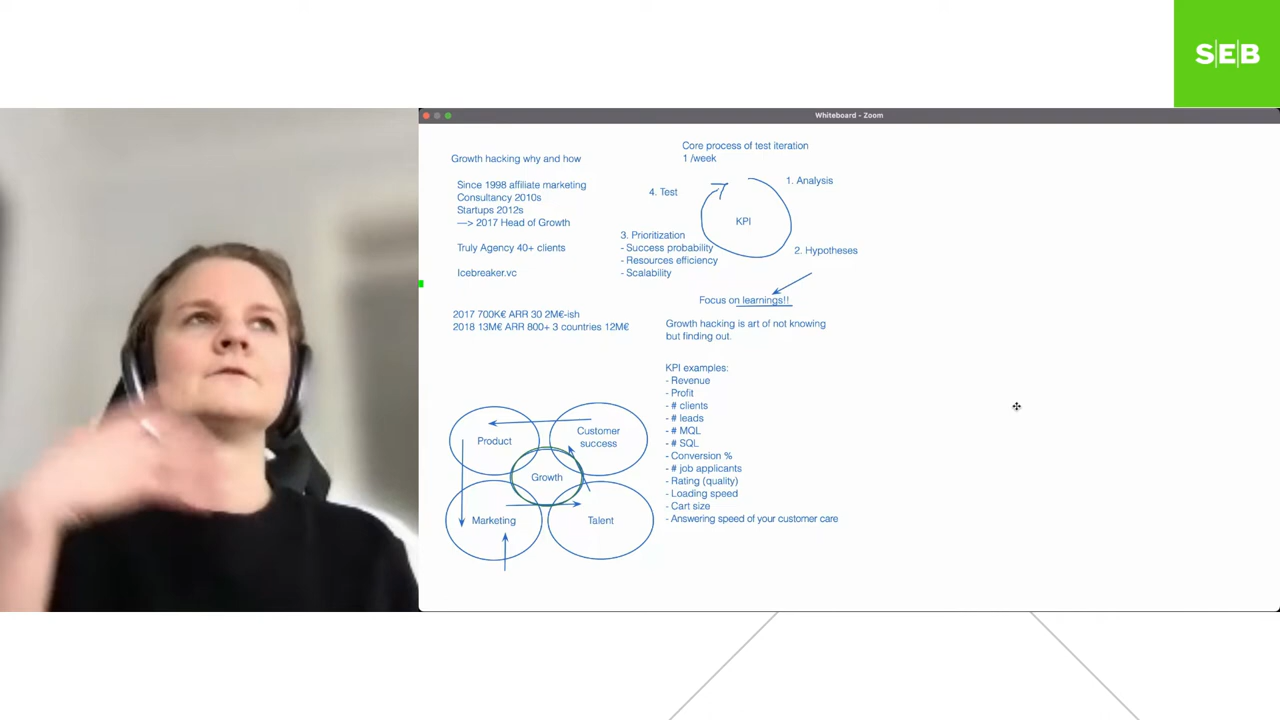 S|E|B
Whiteboard - Zoom
Growth hacking why and how
Since 1998 affiliate marketing
Consultancy 2010s
Startups 2012s
—> 2017 Head of Growth
Truly Agency 40+ clients
Icebreaker.vc
2017 700K€ ARR 30 2M€-ish
2018 13M€ ARR 800+ 3 countries 12M€
Product
Customer
success
Growth
Marketing
Talent
Core process of test iteration
1 /week
1. Analysis
4. Test
KPI
3. Prioritization
- Success probability
- Resources efficiency
- Scalability
2. Hypotheses
Focus on learnings!!
Growth hacking is art of not knowing
but finding out.
KPI examples:
- Revenue
- Profit
- # clients
- # leads
- # MQL
- # SQL
- Conversion %
- # job applicants
- Rating (quality)
- Loading speed
- Cart size
- Answering speed of your customer care